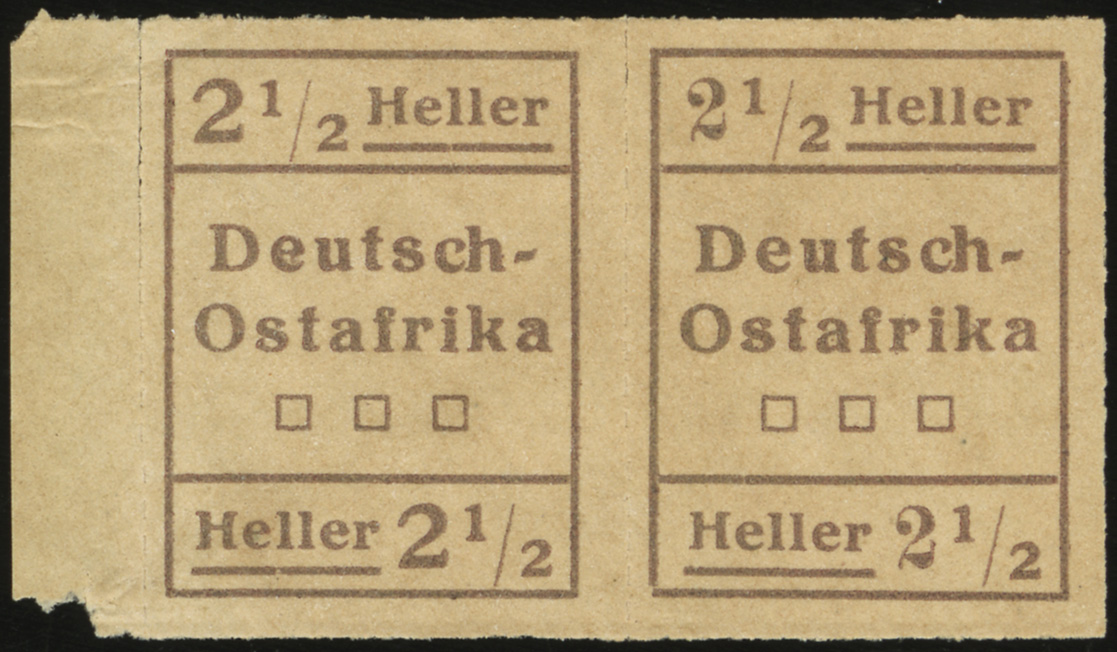 2 1/2 Heller
Deutsch-
Ostafrika
Heller 2 1/2
2 1/2 Heller
Deutsch-
Ostafrika
Heller 2 1/2